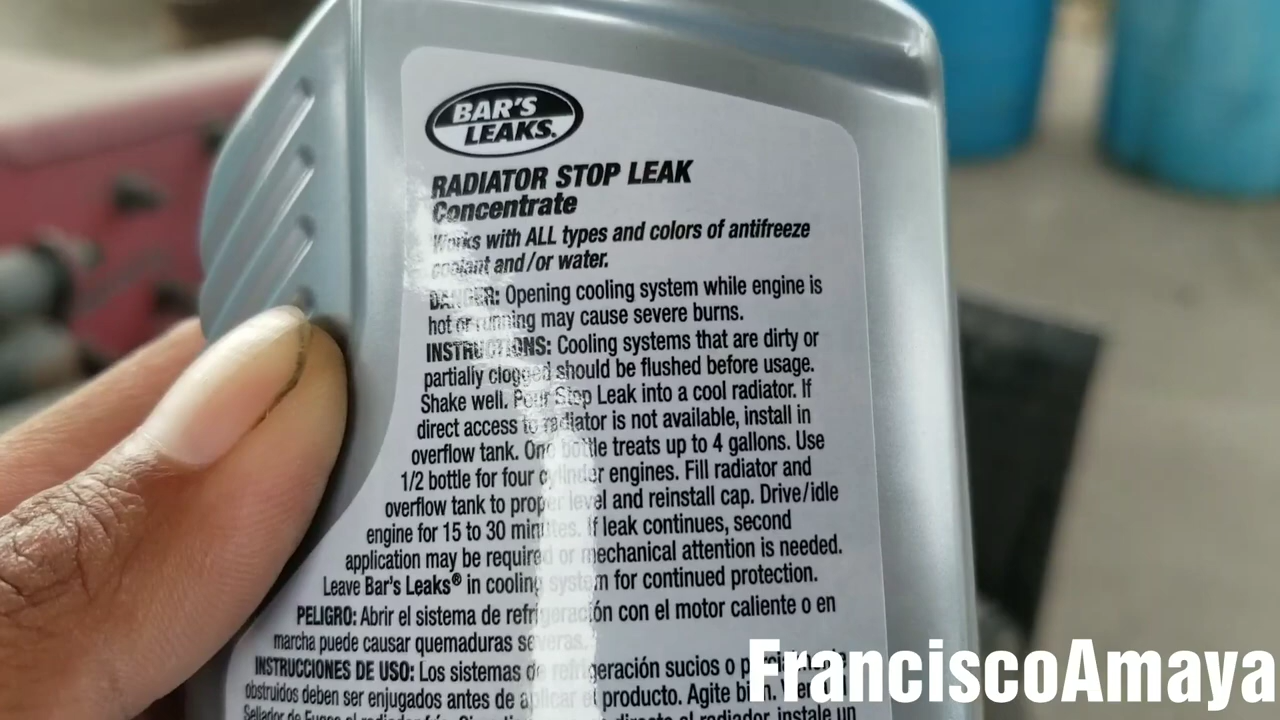 BAR'S
LEAKS.
RADIATOR STOP LEAK
Concentrate
Works with ALL types and colors of antifreeze
coolant and/or water.
DANGER: Opening cooling system while engine is
hot or running may cause severe burns.
INSTRUCTIONS: Cooling systems that are dirty or
partially clogged should be flushed before usage.
Shake well. Pour Stop Leak into a cool radiator. If
direct access to radiator is not available, install in
overflow tank. One bottle treats up to 4 gallons. Use
1/2 bottle for four cylinder engines. Fill radiator and
overflow tank to proper level and reinstall cap. Drive/idle
engine for 15 to 30 minutes. If leak continues, second
application may be required or mechanical attention is needed.
Leave Bar's Leaks® in cooling system for continued protection.
PELIGRO: Abrir el sistema de refrigeración con el motor caliente o en
marcha puede causar quemaduras severas.
INSTRUCCIONES DE USO: Los sistemas de refrigeración sucios o
obstruidos deben ser enjugados antes de aplicar el producto. Agite bien.
Sellador de instale un
FranciscoAmaya